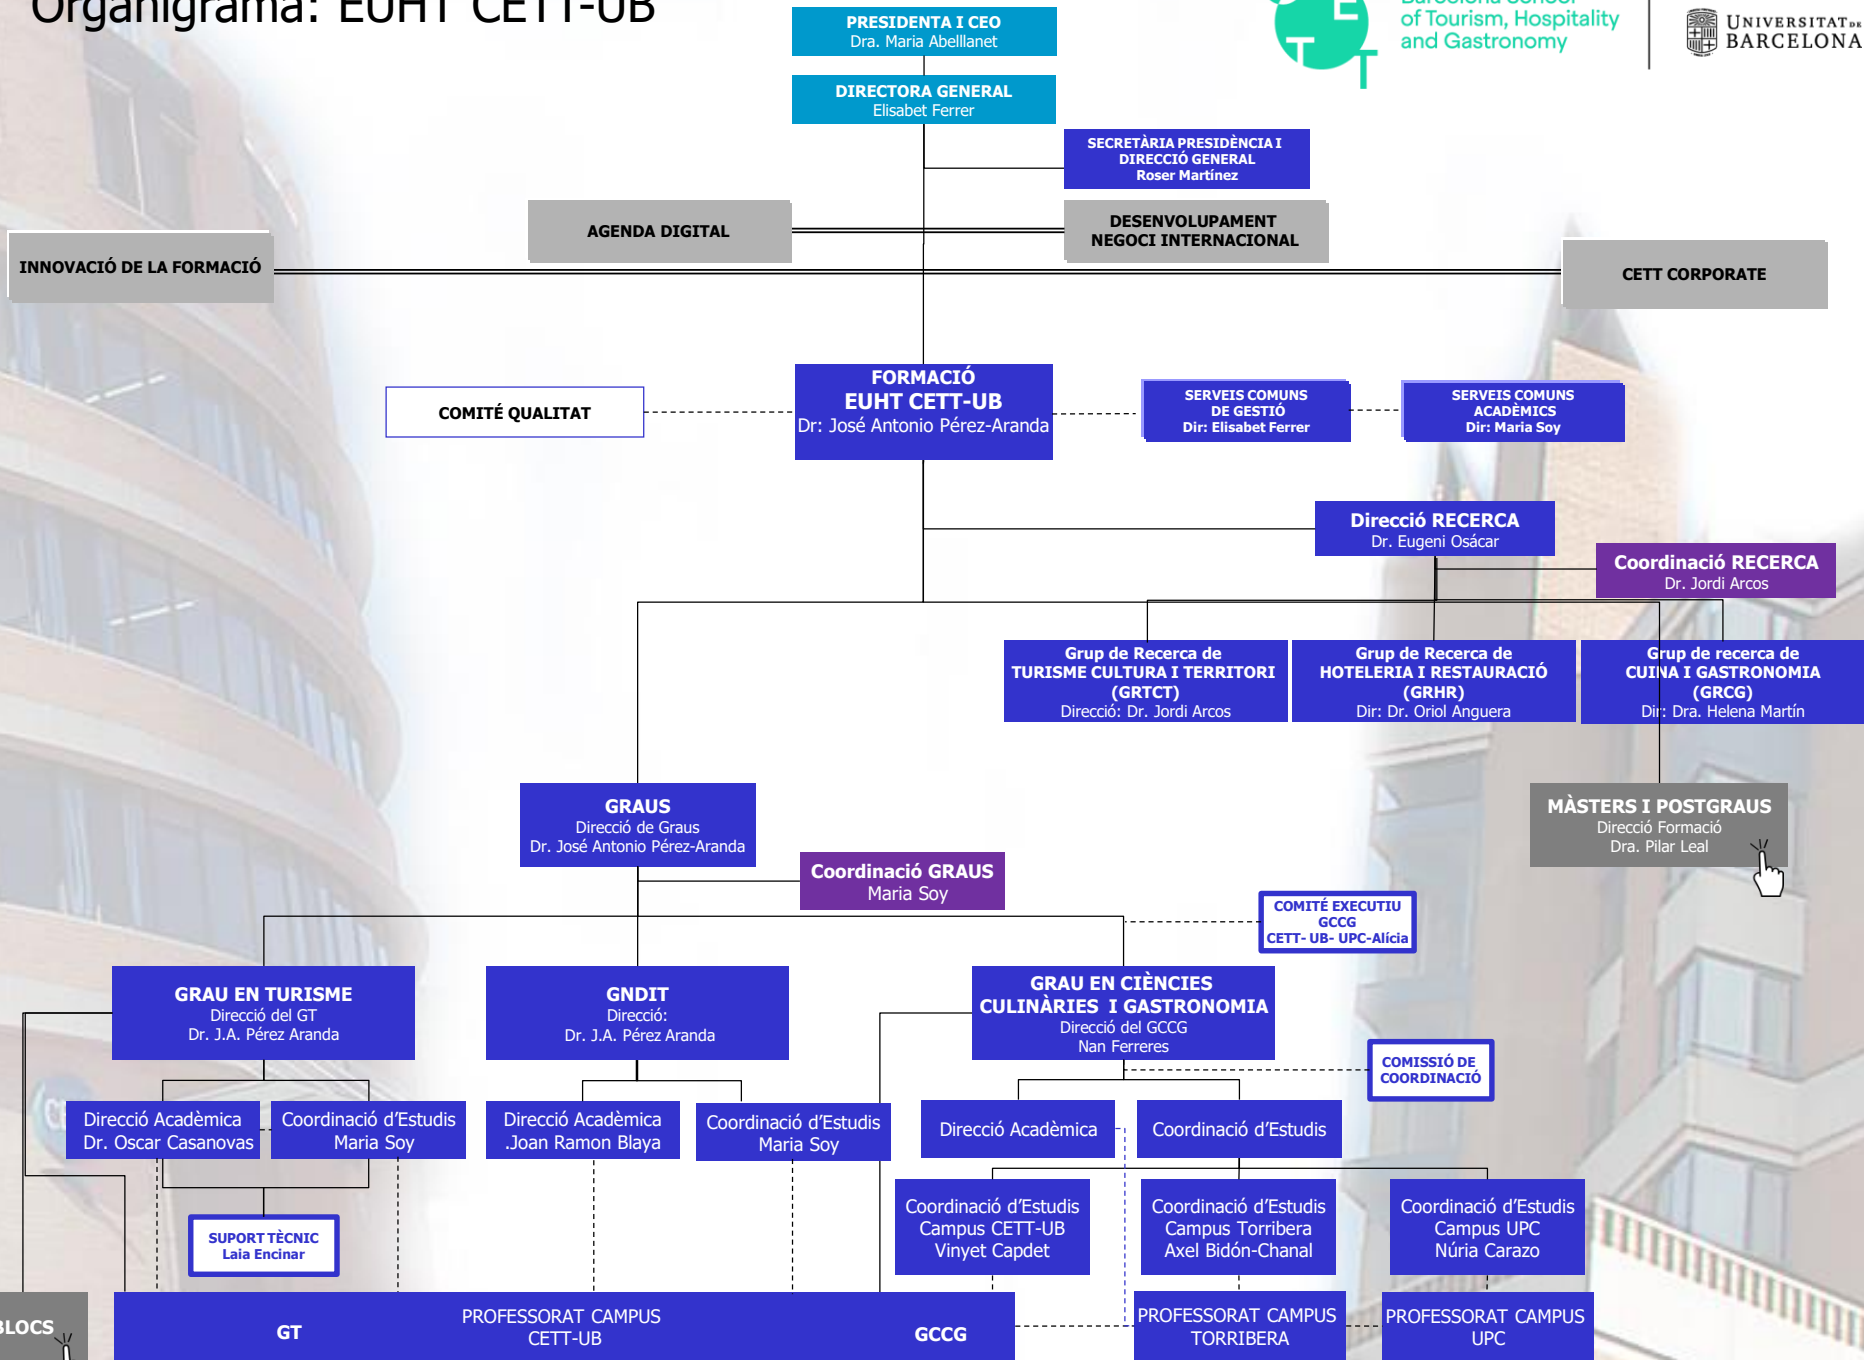 Organigrama: EUHT CETT-UB
PRESIDENTA I CEO
Dra. Maria Abelllanet
E
T
T
Barcelona School
of Tourism, Hospitality
and Gastronomy
UNIVERSITAT DE
BARCELONA
DIRECTORA GENERAL
Elisabet Ferrer
SECRETÀRIA PRESIDÈNCIA I
DIRECCIÓ GENERAL
Roser Martínez
AGENDA DIGITAL
DESENVOLUPAMENT
NEGOCI INTERNACIONAL
INNOVACIÓ DE LA FORMACIÓ
CETT CORPORATE
FORMACIÓ
EUHT CETT-UB
Dr: José Antonio Pérez-Aranda
COMITÉ QUALITAT
SERVEIS COMUNS
DE GESTIÓ
Dir: Elisabet Ferrer
SERVEIS COMUNS
ACADÈMICS
Dir: Maria Soy
Direcció RECERCA
Dr. Eugeni Osácar
Coordinació RECERCA
Dr. Jordi Arcos
Grup de Recerca de
TURISME CULTURA I TERRITORI
(GRTCT)
Direcció: Dr. Jordi Arcos
Grup de Recerca de
HOTELERIA I RESTAURACIÓ
(GRHR)
Dir: Dr. Oriol Anguera
Grup de recerca de
CUINA I GASTRONOMIA
(GRCG)
Dir: Dra. Helena Martín
GRAUS
Direcció de Graus
Dr. José Antonio Pérez-Aranda
MÀSTERS I POSTGRAUS
Direcció Formació
Dra. Pilar Leal
Coordinació GRAUS
Maria Soy
COMITÉ EXECUTIU
GCCG
CETT- UB- UPC-Alícia
GRAU EN TURISME
Direcció del GT
Dr. J.A. Pérez Aranda
GNDIT
Direcció:
Dr. J.A. Pérez Aranda
GRAU EN CIÈNCIES
CULINÀRIES I GASTRONOMIA
Direcció del GCCG
Nan Ferreres
COMISSIÓ DE
COORDINACIÓ
Direcció Acadèmica
Dr. Oscar Casanovas
Coordinació d'Estudis
Maria Soy
Direcció Acadèmica
.Joan Ramon Blaya
Coordinació d'Estudis
Maria Soy
Direcció Acadèmica
Coordinació d'Estudis
SUPORT TÈCNIC
Laia Encinar
Coordinació d'Estudis
Campus CETT-UB
Vinyet Capdet
Coordinació d'Estudis
Campus Torribera
Axel Bidón-Chanal
Coordinació d'Estudis
Campus UPC
Núria Carazo
BLOCS
GT
PROFESSORAT CAMPUS
CETT-UB
GCCG
PROFESSORAT CAMPUS
TORRIBERA
PROFESSORAT CAMPUS
UPC